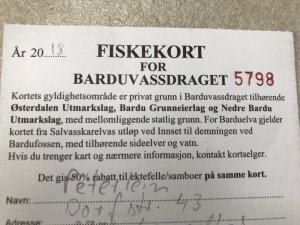 År 2018
FISKEKORT
FOR
BARDUVASSDRAGET 5798
Kortets gyldighetsområde er privat grunn i Barduvassdraget tilhørende
Østerdalen Utmarkslag, Bardu Grunneierlag og Nedre Bardu
Utmarkslag, med mellomliggende statlig grunn. For Barduelva gjelder
kortet fra Salvasskarelvas utløp ved Innset til demningen ved
Bardufossen, med tilhørende sideelver og vatn.
Hvis du trenger kart og nærmere informasjon, kontakt kortselger.
Det gis 50% rabatt til ektefelle/samboer på samme kort.
Navn:
Dorfstr. 43
Adresse: